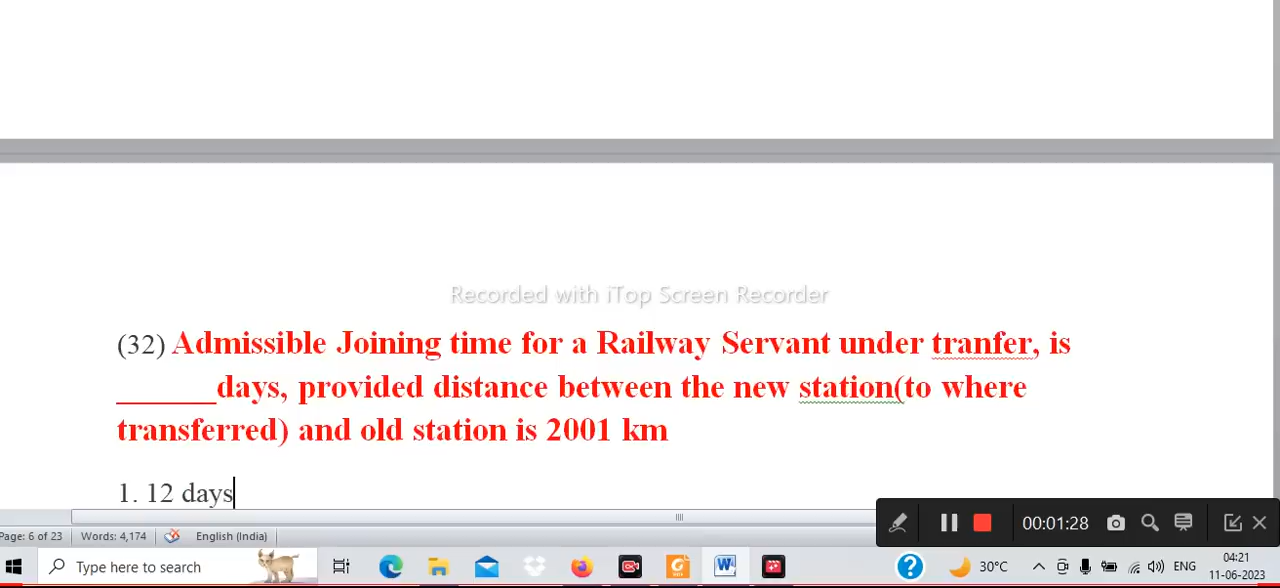 Recorded with iTop Screen Recorder
(32) Admissible Joining time for a Railway Servant under tranfer, is
______days, provided distance between the new station(to where
transferred) and old station is 2001 km
1. 12 days
00:01:28
Page: 6 of 23 Words: 4,174 English (India)
Type here to search
30°C ENG
04:21
11-06-2023